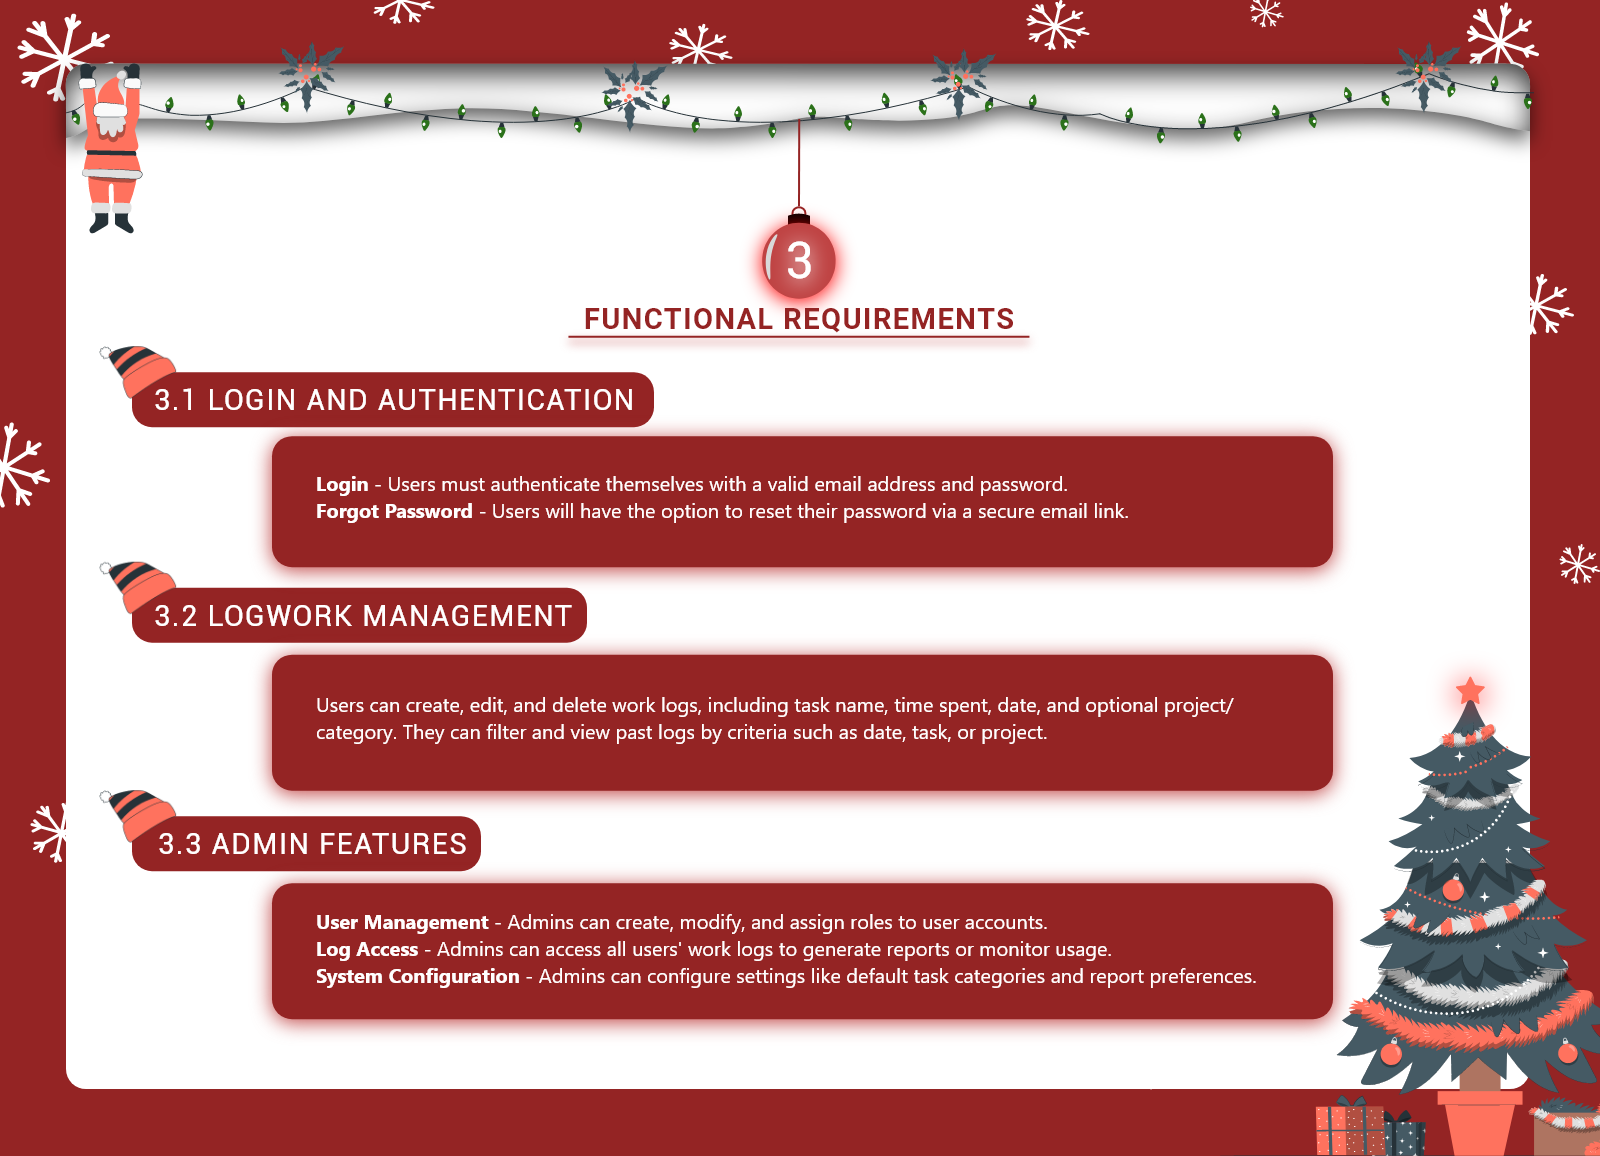 3
FUNCTIONAL REQUIREMENTS
3.1 LOGIN AND AUTHENTICATION
Login - Users must authenticate themselves with a valid email address and password.
Forgot Password - Users will have the option to reset their password via a secure email link.
3.2 LOGWORK MANAGEMENT
Users can create, edit, and delete work logs, including task name, time spent, date, and optional project/
category. They can filter and view past logs by criteria such as date, task, or project.
3.3 ADMIN FEATURES
User Management - Admins can create, modify, and assign roles to user accounts.
Log Access - Admins can access all users' work logs to generate reports or monitor usage.
System Configuration - Admins can configure settings like default task categories and report preferences.